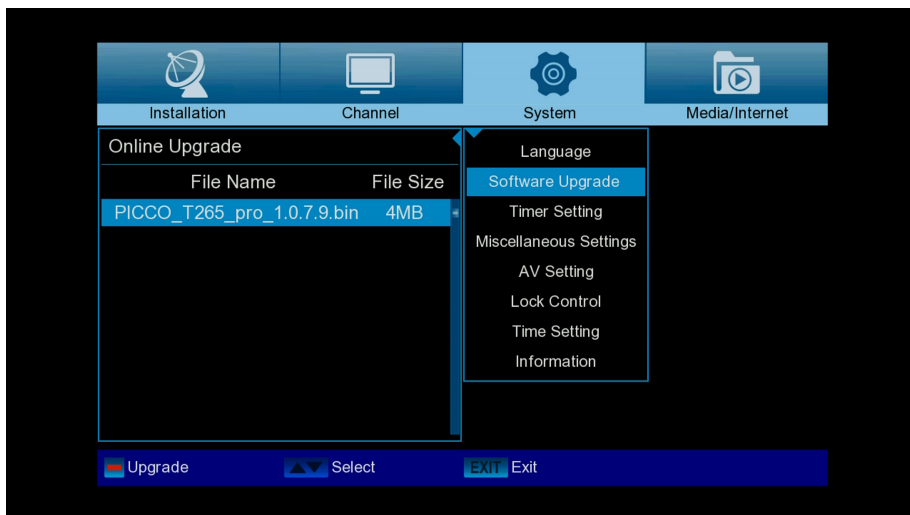 Installation
Channel
System
Media/Internet
Online Upgrade
File Name File Size
PICCO_T265_pro_1.0.7.9.bin 4MB
Language
Software Upgrade
Timer Setting
Miscellaneous Settings
AV Setting
Lock Control
Time Setting
Information
Upgrade
Select
EXIT Exit